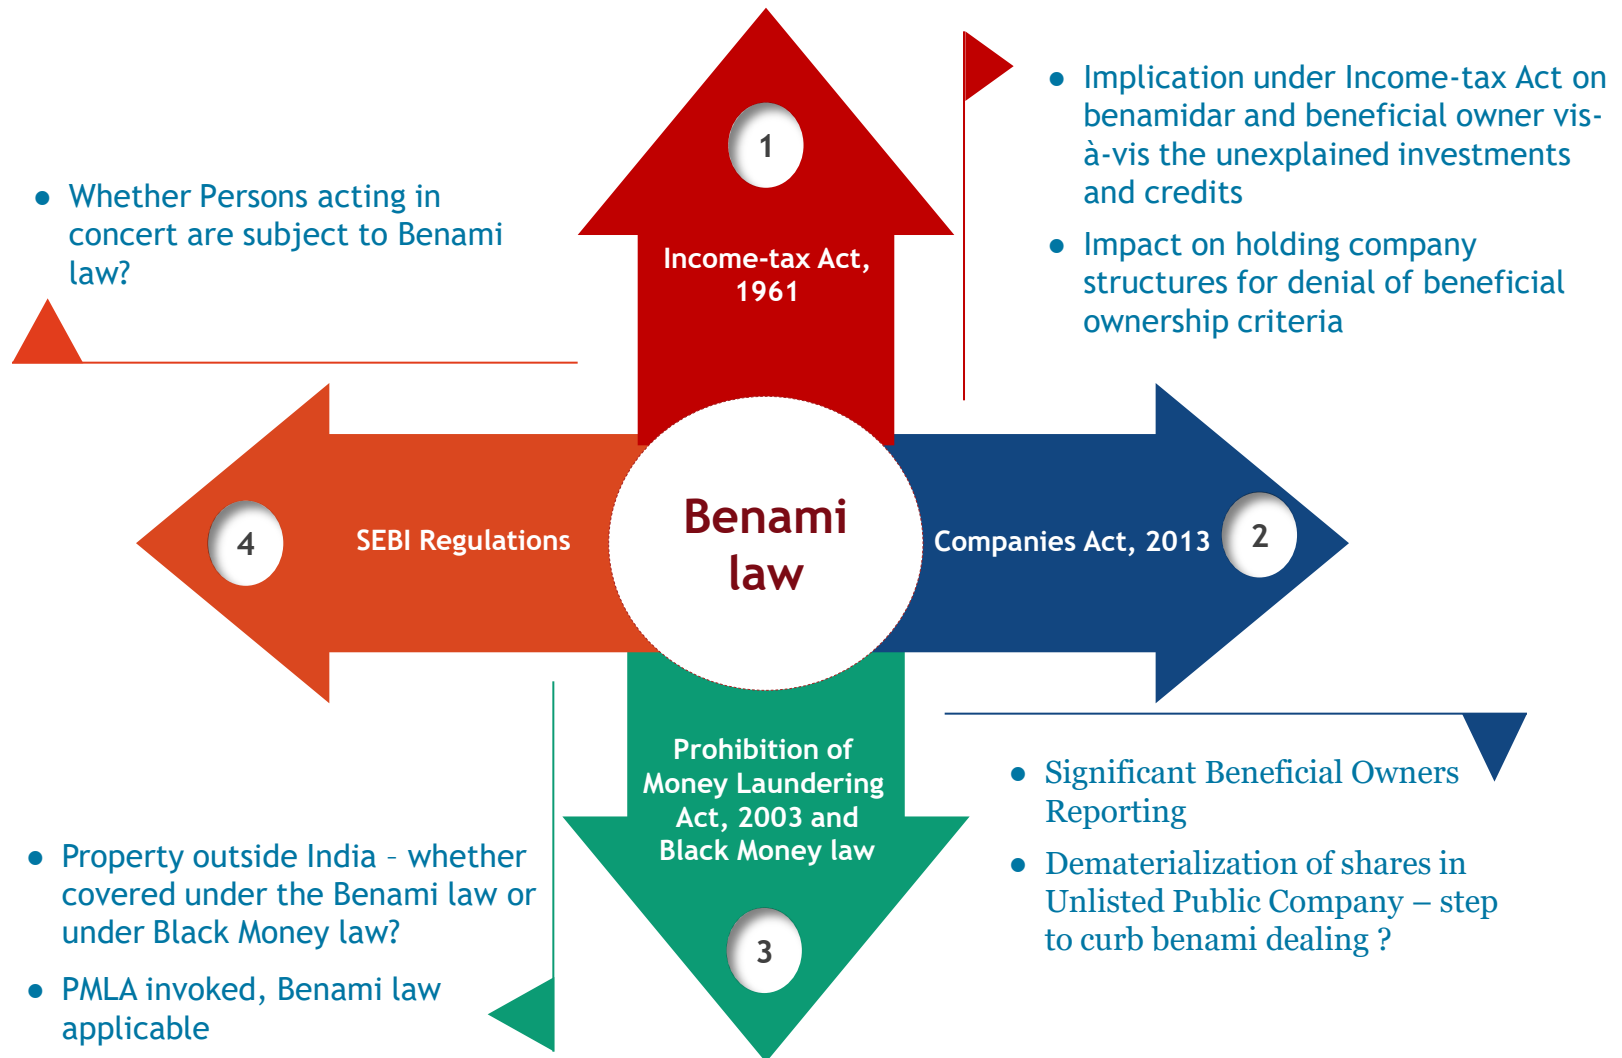 1
Income-tax Act,
1961
● Implication under Income-tax Act on
benamidar and beneficial owner vis-
à-vis the unexplained investments
and credits
● Impact on holding company
structures for denial of beneficial
ownership criteria
● Whether Persons acting in
concert are subject to Benami
law?
4
SEBI Regulations
Benami
law
Companies Act, 2013
2
Prohibition of
Money Laundering
Act, 2003 and
Black Money law
3
● Significant Beneficial Owners
Reporting
● Dematerialization of shares in
Unlisted Public Company – step
to curb benami dealing ?
● Property outside India – whether
covered under the Benami law or
under Black Money law?
● PMLA invoked, Benami law
applicable